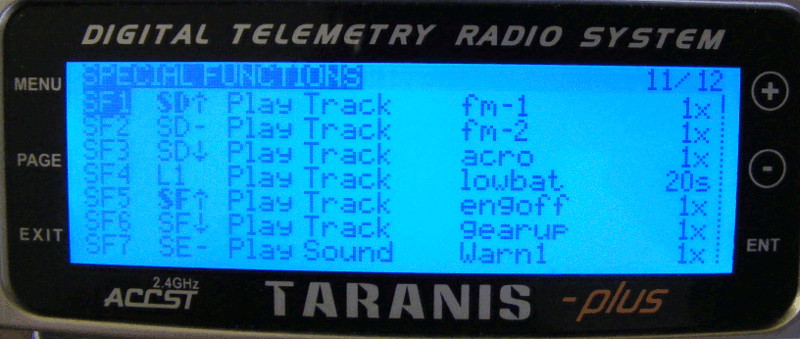 DIGITAL TELEMETRY RADIO SYSTEM
MENU
PAGE
EXIT
SPECIAL FUNCTIONS 11/12
SF1 SD↑ Play Track fm-1 1x
SF2 SD- Play Track fm-2 1x
SF3 SD↓ Play Track acro 1x
SF4 L1 Play Track lowbat 20s
SF5 SF↑ Play Track engoff 1x
SF6 SF↓ Play Track gearup 1x
SF7 SE- Play Sound Warn1 1x
+
-
ENT
2.4GHz
ACCST TARANIS -plus